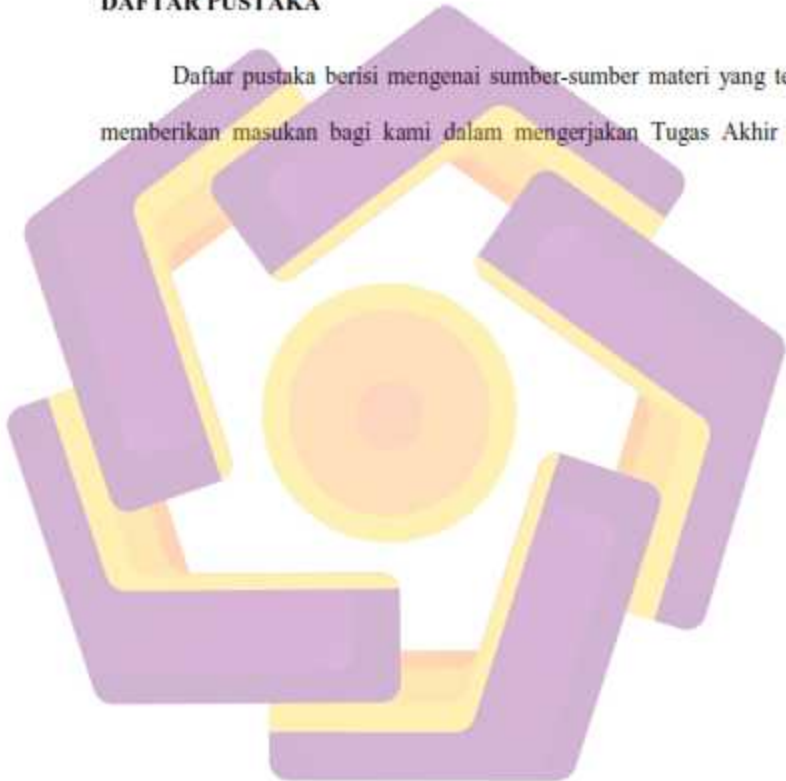 DAFTAR PUSTAKA
Daftar pustaka berisi mengenai sumber-sumber materi yang
memberikan masukan bagi kami dalam mengerjakan Tugas Akhir